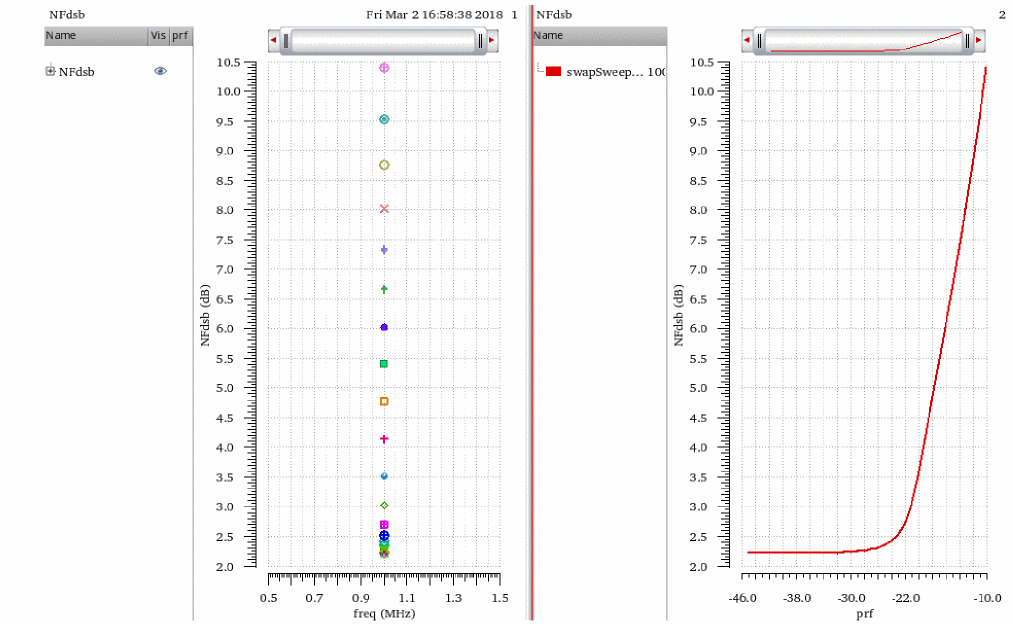 NFdsb
Fri Mar 2 16:58:38 2018 1
Name Vis prf
NFdsb
10.5
10.0
9.5
9.0
8.5
8.0
7.5
7.0
6.5
6.0
5.5
5.0
4.5
4.0
3.5
3.0
2.5
2.0
NFdsb (dB)
0.5 0.7 0.9 1.1 1.3 1.5
freq (MHz)
NFdsb
2
Name
swapSweep... 100
10.5
10.0
9.5
9.0
8.5
8.0
7.5
7.0
6.5
6.0
5.5
5.0
4.5
4.0
3.5
3.0
2.5
2.0
NFdsb (dB)
-46.0 -38.0 -30.0 -22.0 -10.0
prf